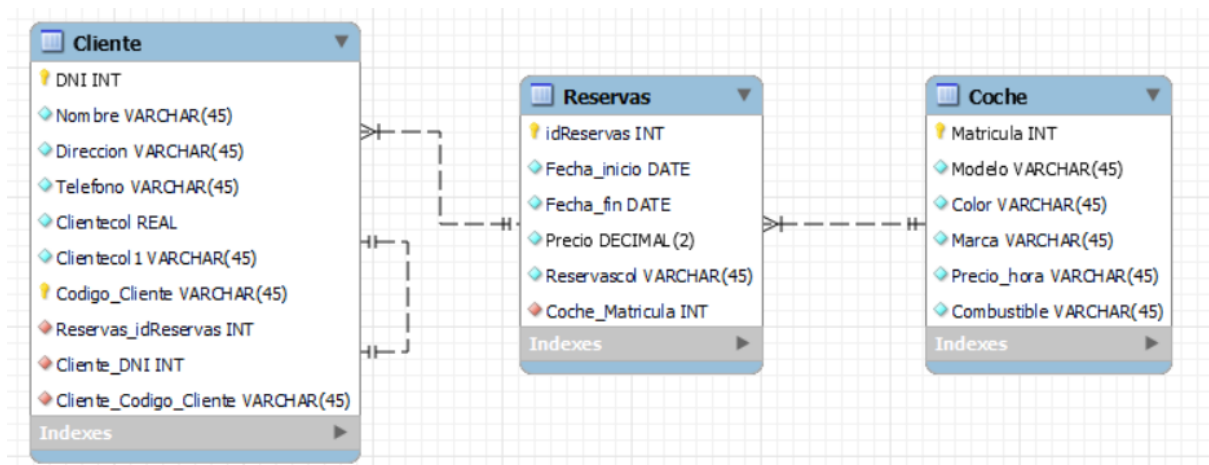 Cliente
DNI INT
Nombre VARCHAR(45)
Direccion VARCHAR(45)
Telefono VARCHAR(45)
Clientecol REAL
Clientecol1 VARCHAR(45)
Codigo_Cliente VARCHAR(45)
Reservas_idReservas INT
Cliente_DNI INT
Cliente_Codigo_Cliente VARCHAR(45)
Indexes
Reservas
idReservas INT
Fecha_inicio DATE
Fecha_fin DATE
Precio DECIMAL(2)
Reservascol VARCHAR(45)
Coche_Matricula INT
Indexes
Coche
Matricula INT
Modelo VARCHAR(45)
Color VARCHAR(45)
Marca VARCHAR(45)
Precio_hora VARCHAR(45)
Combustible VARCHAR(45)
Indexes